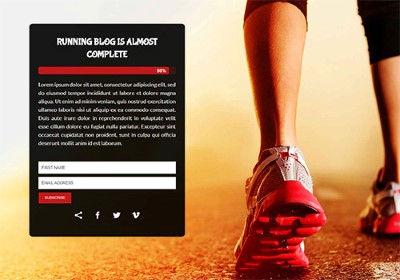 RUNNING BLOG IS ALMOST
COMPLETE
90%
Lorem ipsum dolor sit amet, consectetur adipiscing elit, sed
do eiusmod tempor incididunt ut labore et dolore magna
aliqua. Ut enim ad minim veniam, quis nostrud exercitation
ullamco laboris nisi ut aliquip ex ea commodo consequat.
Duis aute irure dolor in reprehenderit in voluptate velit
esse cillum dolore eu fugiat nulla pariatur. Excepteur sint
occaecat cupidatat non proident, sunt in culpa qui officia
deserunt mollit anim id est laborum.
FIRST NAME
EMAIL ADDRESS
SUBSCRIBE